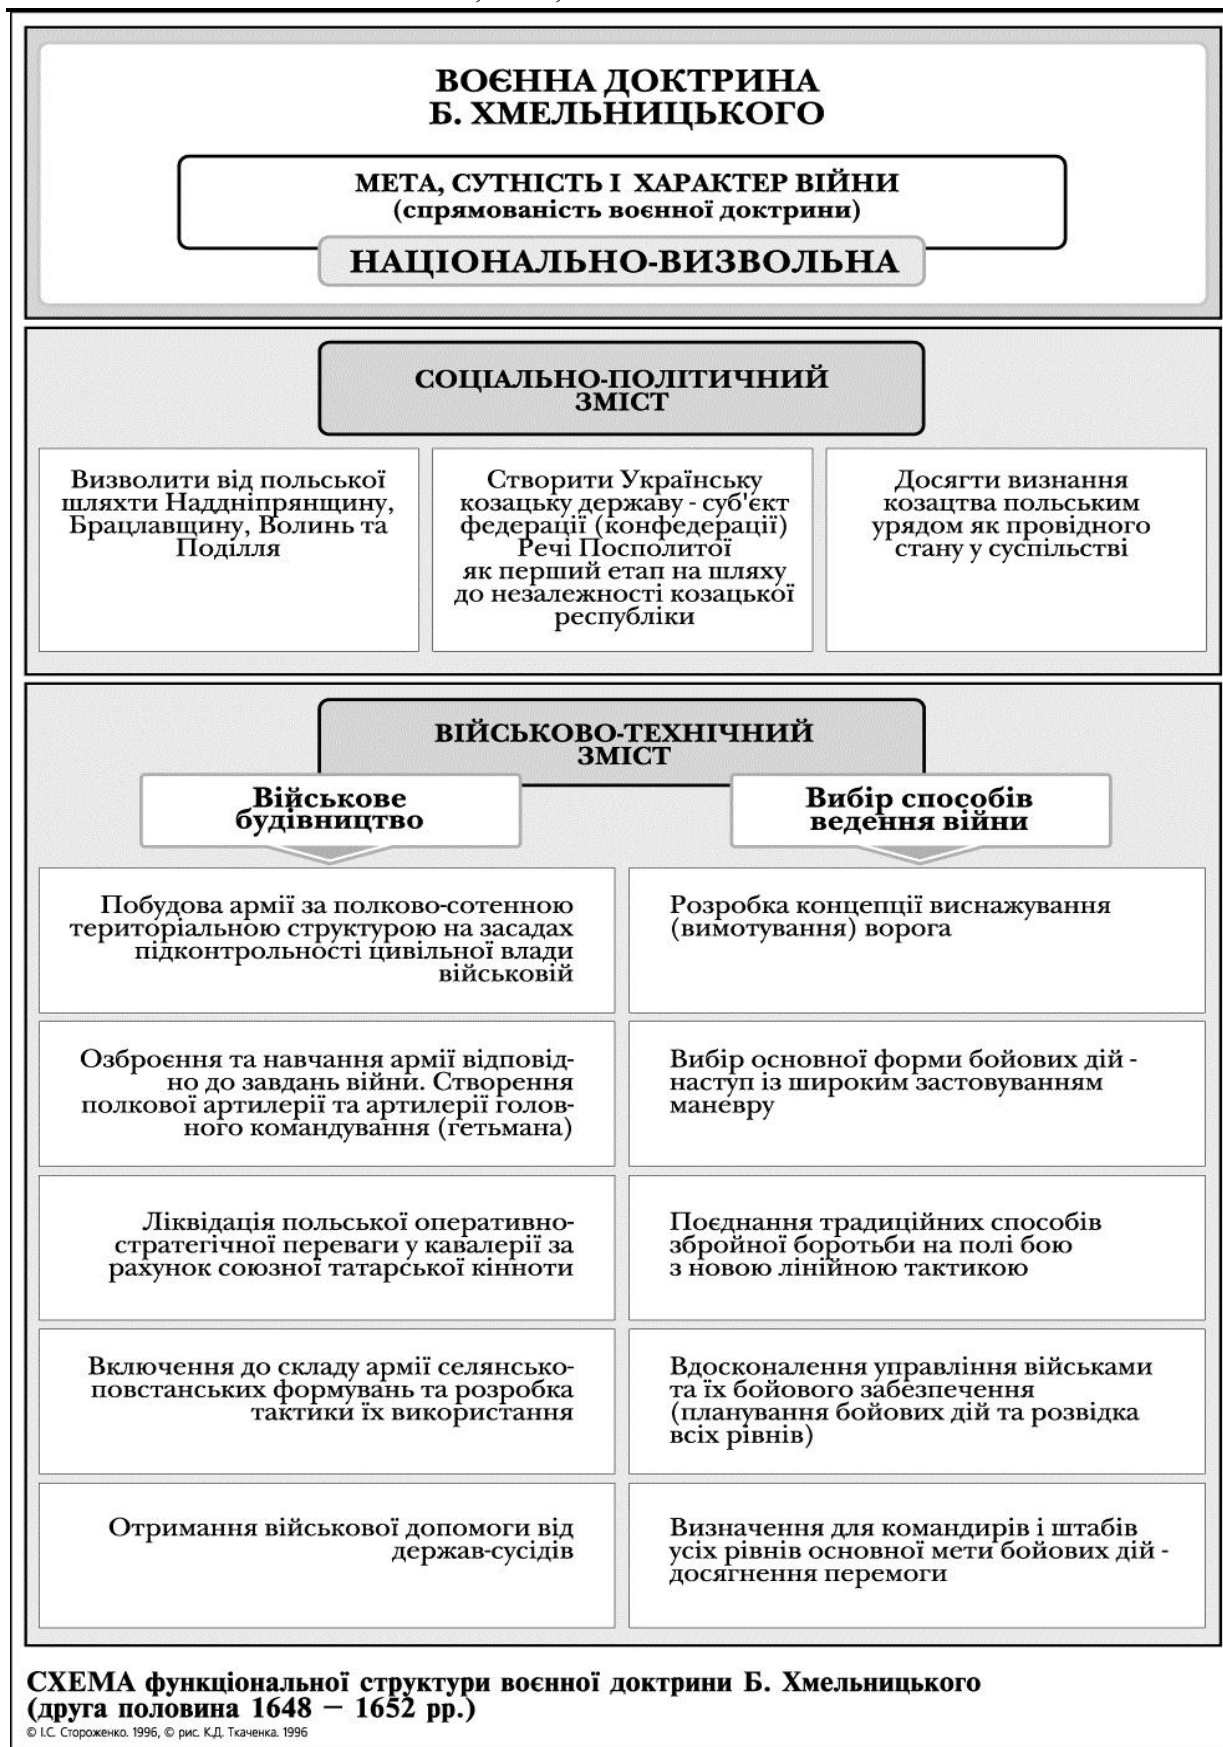 ВОЄННА ДОКТРИНА
Б. ХМЕЛЬНИЦЬКОГО
МЕТА, СУТНІСТЬ І ХАРАКТЕР ВІЙНИ
(спрямованість воєнної доктрини)
НАЦІОНАЛЬНО-ВИЗВОЛЬНА
СОЦІАЛЬНО-ПОЛІТИЧНИЙ
ЗМІСТ
Визволити від польської
шляхти Наддніпрянщину,
Брацлавщину, Волинь та
Поділля
Створити Українську
козацьку державу - суб'єкт
федерації (конфедерації)
Речі Посполитої
як перший етап на шляху
до незалежності козацької
республіки
Досягти визнання
козацтва польським
урядом як провідного
стану у суспільстві
ВІЙСЬКОВО-ТЕХНІЧНИЙ
ЗМІСТ
Військове
будівництво
Побудова армії за полково-сотенною
територіальною структурою на засадах
підконтрольності цивільної влади
військовій
Озброєння та навчання армії відповід-
но до завдань війни. Створення
полкової артилерії та артилерії голов-
ного командування (гетьмана)
Ліквідація польської оперативно-
стратегічної переваги у кавалерії за
рахунок союзної татарської кінноти
Включення до складу армії селянсько-
повстанських формувань та розробка
тактики їх використання
Отримання військової допомоги від
держав-сусідів
Вибір способів
ведення війни
Розробка концепції виснажування
(вимотування) ворога
Вибір основної форми бойових дій -
наступ із широким застовуванням
маневру
Поєднання традиційних способів
збройної боротьби на полі бою
з новою лінійною тактикою
Вдосконалення управління військами
та їх бойового забезпечення
(планування бойових дій та розвідка
всіх рівнів)
Визначення для командирів і штабів
усіх рівнів основної мети бойових дій -
досягнення перемоги
СХЕМА функціональної структури воєнної доктрини Б. Хмельницького
(друга половина 1648 — 1652 рр.)
© І.С. Стороженко. 1996, © рис. К.Д. Ткаченка. 1996